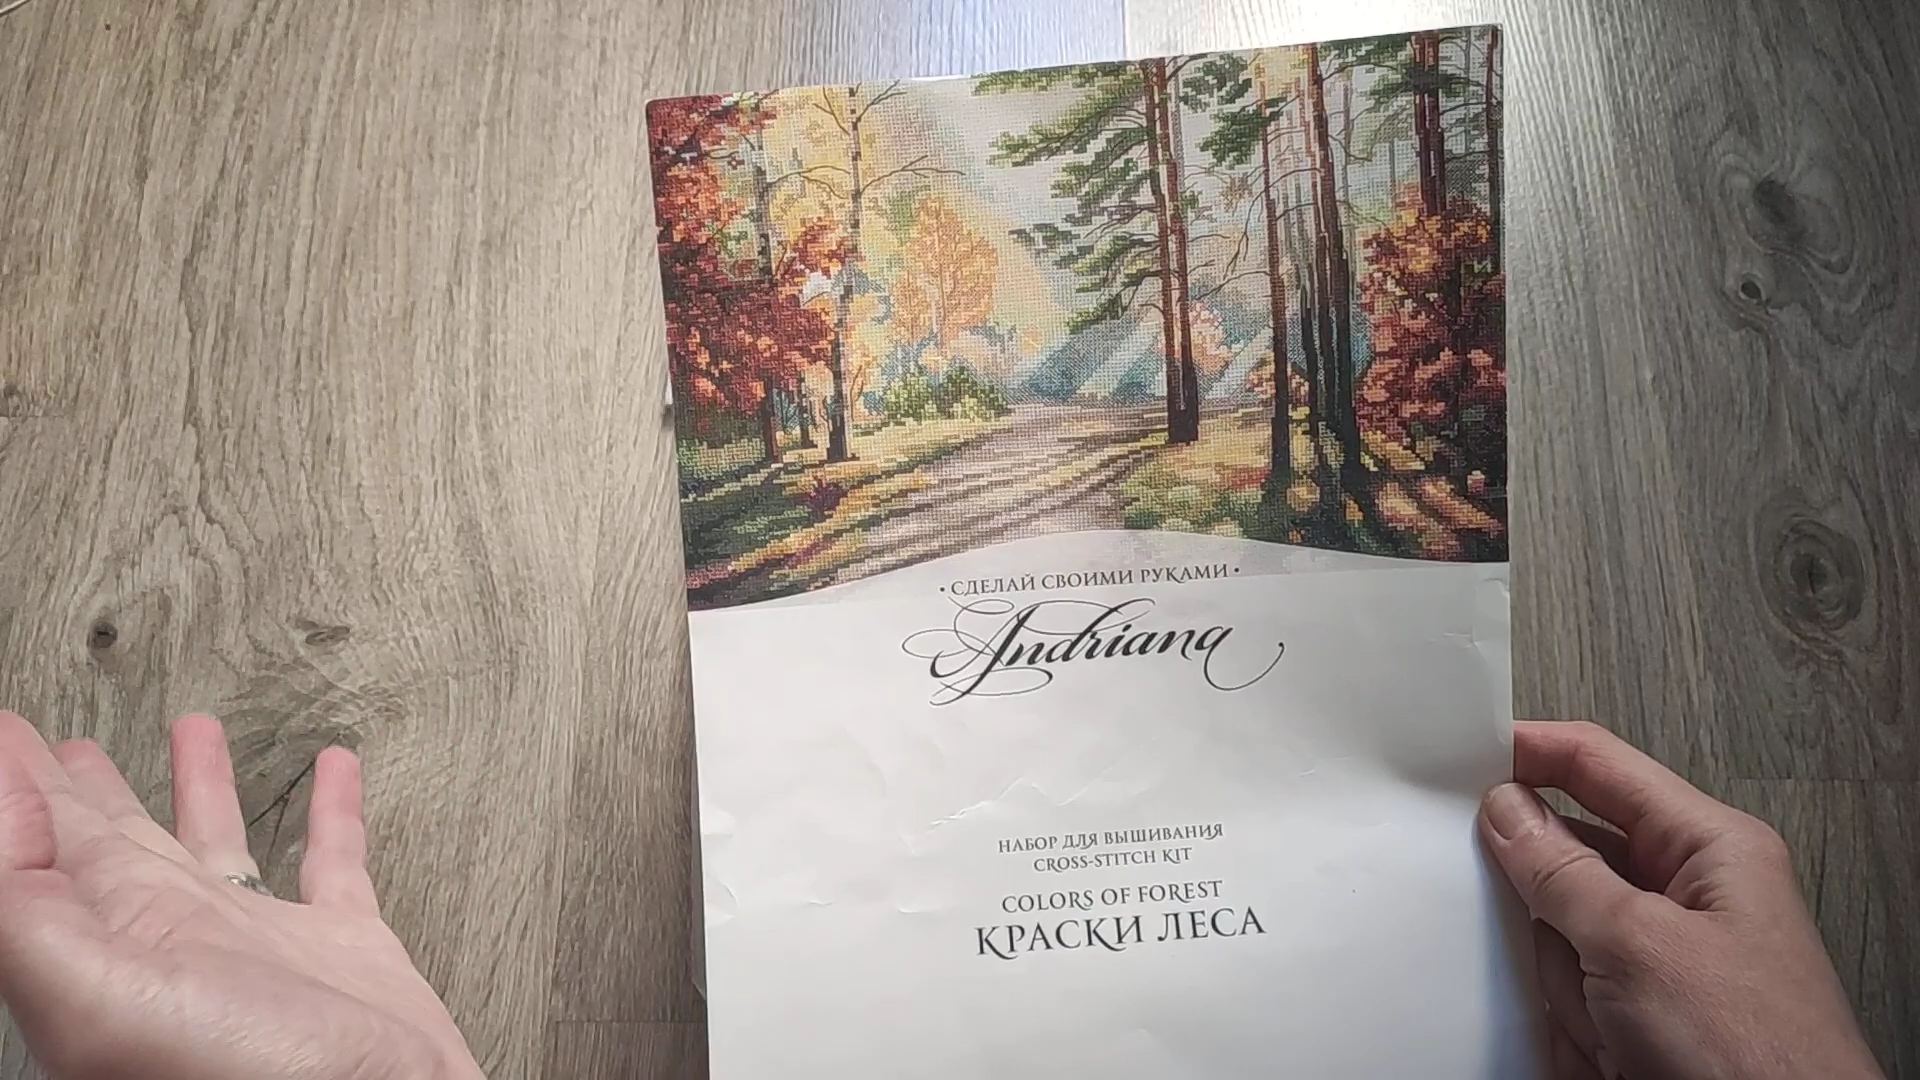 • СДЕЛАЙ СВОИМИ РУКАМИ •
Andriana
НАБОР ДЛЯ ВЫШИВАНИЯ
CROSS-STITCH KIT
COLORS OF FOREST
КРАСКИ ЛЕСА